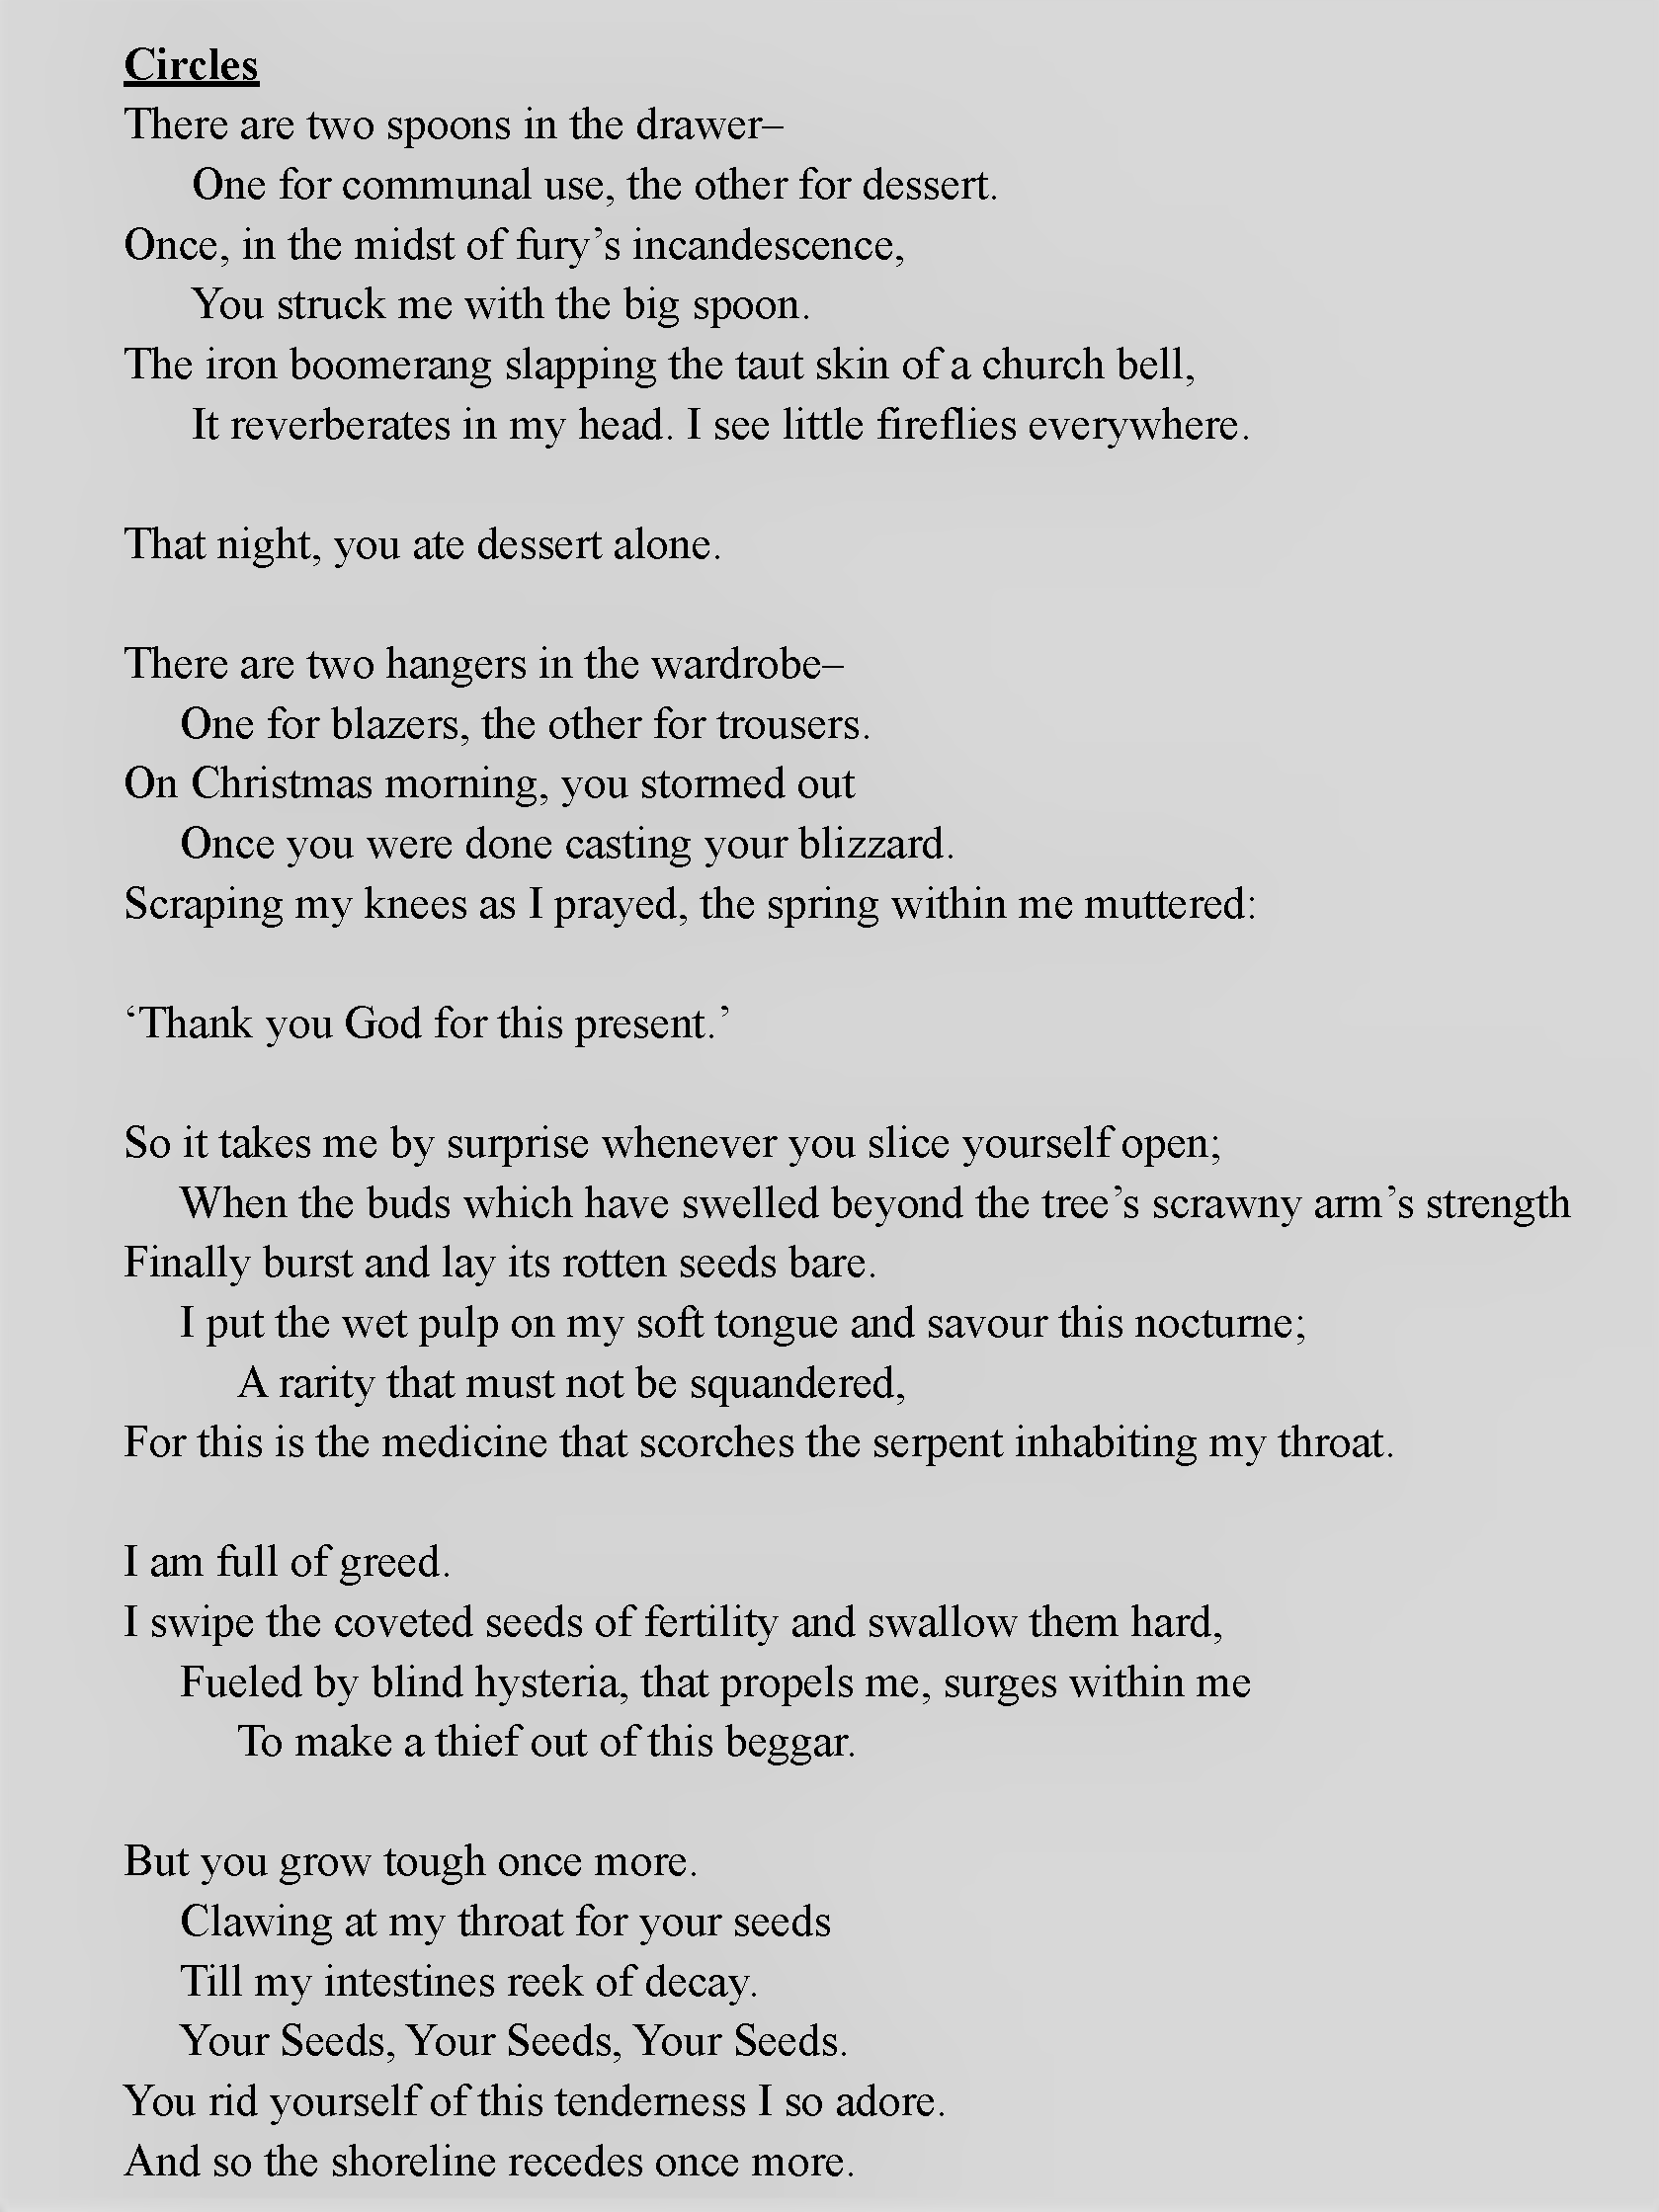 Circles
There are two spoons in the drawer–
One for communal use, the other for dessert.
Once, in the midst of fury’s incandescence,
You struck me with the big spoon.
The iron boomerang slapping the taut skin of a church bell,
It reverberates in my head. I see little fireflies everywhere.
That night, you ate dessert alone.
There are two hangers in the wardrobe–
One for blazers, the other for trousers.
On Christmas morning, you stormed out
Once you were done casting your blizzard.
Scraping my knees as I prayed, the spring within me muttered:
‘Thank you God for this present.’
So it takes me by surprise whenever you slice yourself open;
When the buds which have swelled beyond the tree’s scrawny arm’s strength
Finally burst and lay its rotten seeds bare.
I put the wet pulp on my soft tongue and savour this nocturne;
A rarity that must not be squandered,
For this is the medicine that scorches the serpent inhabiting my throat.
I am full of greed.
I swipe the coveted seeds of fertility and swallow them hard,
Fueled by blind hysteria, that propels me, surges within me
To make a thief out of this beggar.
But you grow tough once more.
Clawing at my throat for your seeds
Till my intestines reek of decay.
Your Seeds, Your Seeds, Your Seeds.
You rid yourself of this tenderness I so adore.
And so the shoreline recedes once more.